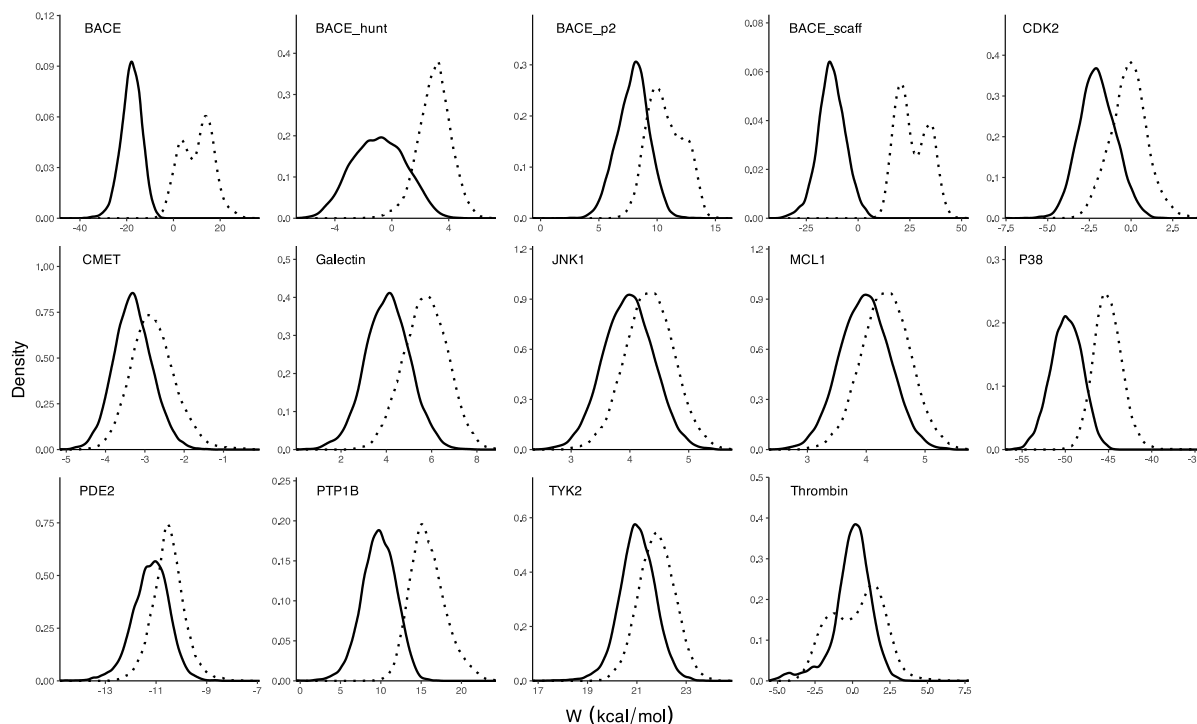 BACE
BACE_hunt
BACE_p2
BACE_scaff
CDK2
0.12
0.09
0.06
0.03
0.00
-40 -20 0 20
0.4
0.3
0.2
0.1
0.0
-4 0 4
0.3
0.2
0.1
0.0
0 5 10 15
0.08
0.06
0.04
0.02
0.00
-25 0 25 50
0.4
0.3
0.2
0.1
0.0
-7.5 -5.0 -2.5 0.0 2.5
CMET
Galectin
JNK1
MCL1
P38
1.00
0.75
0.50
0.25
0.00
-5 -4 -3 -2 -1
0.5
0.4
0.3
0.2
0.1
0.0
2 4 6 8
1.2
0.9
0.6
0.3
0.0
3 4 5
1.2
0.9
0.6
0.3
0.0
3 4 5
0.3
0.2
0.1
0.0
-55 -50 -45 -40 -35
Density
PDE2
PTP1B
TYK2
Thrombin
0.75
0.50
0.25
0.00
-13 -11 -9 -7
0.25
0.20
0.15
0.10
0.05
0.00
0 5 10 15 20
0.6
0.4
0.2
0.0
17 19 21 23
0.5
0.4
0.3
0.2
0.1
0.0
-5.0 -2.5 0.0 2.5 5.0 7.5
W (kcal/mol)